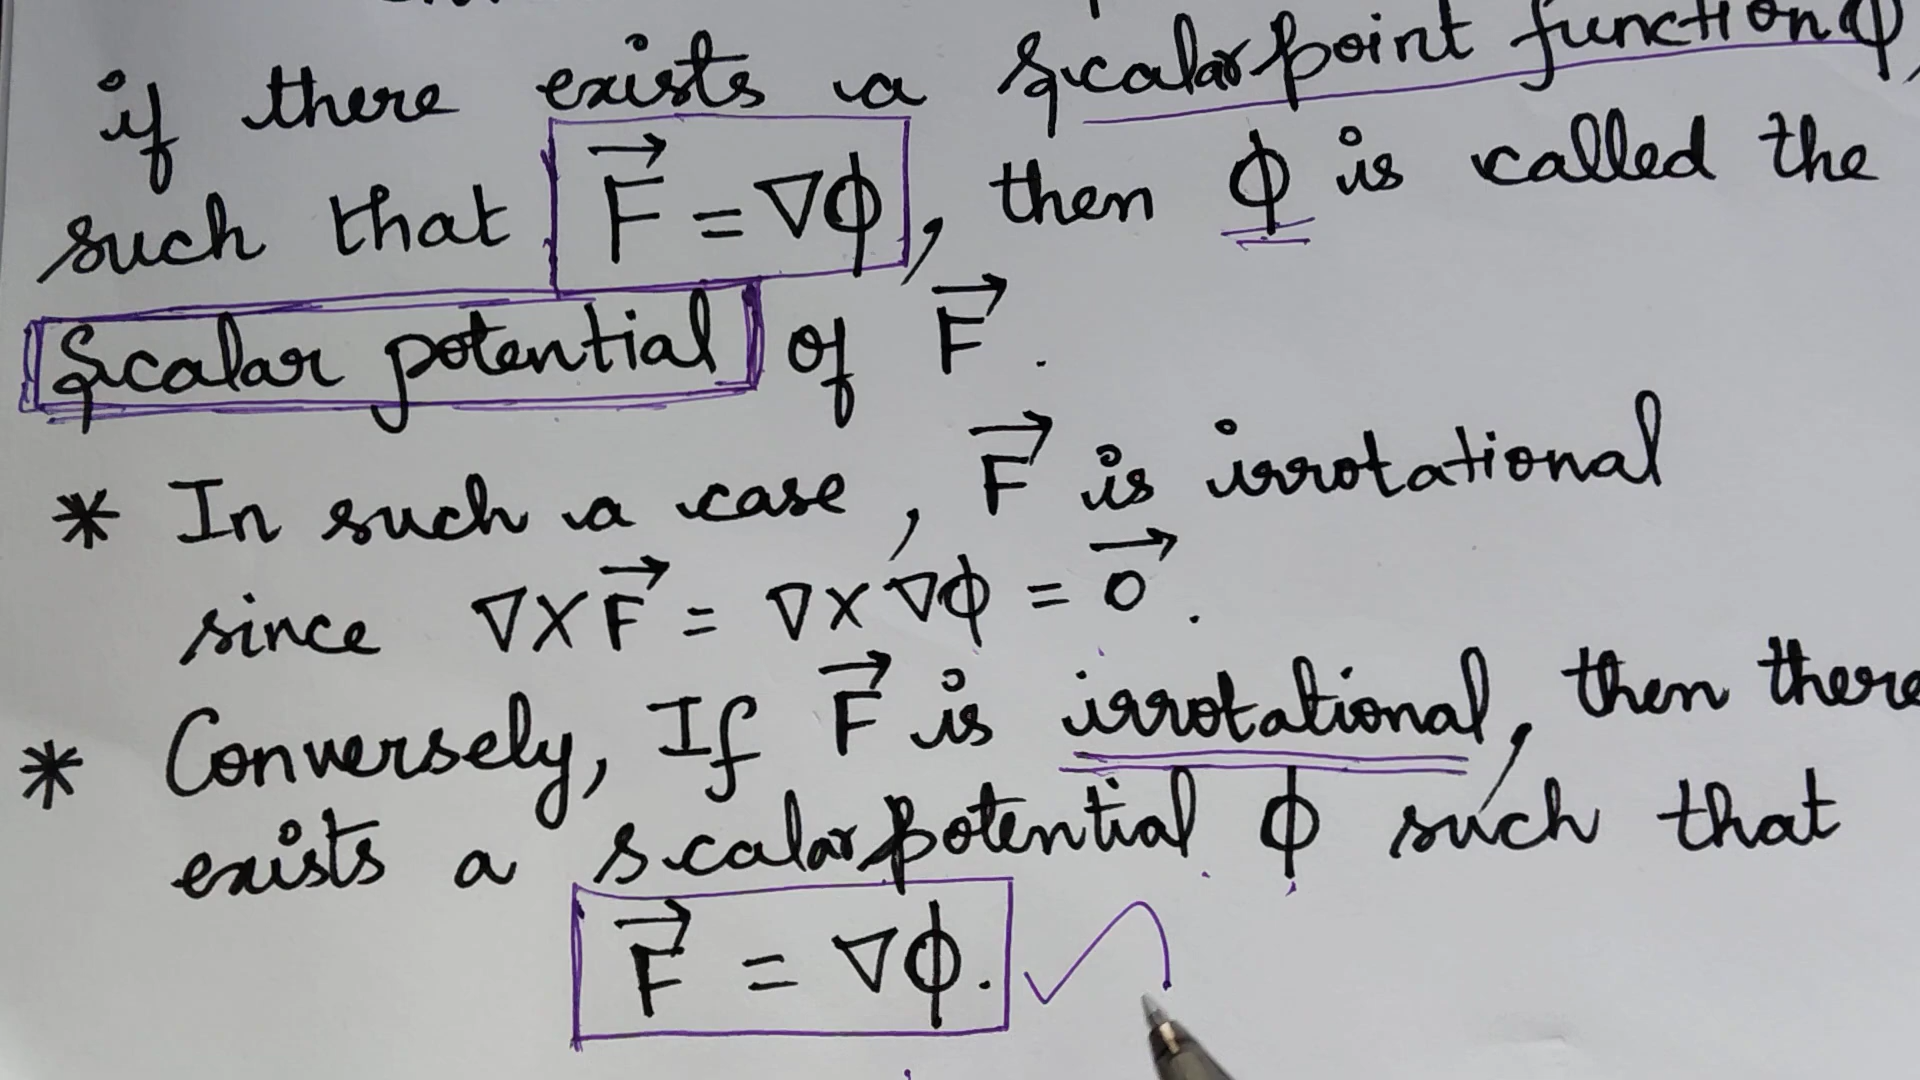 if there exists a scalar point function ϕ,
such that F⃗ = ∇ϕ, then ϕ is called the
Scalar potential of F⃗.
* In such a case, F⃗ is irrotational
since ∇×F⃗ = ∇×∇ϕ = 0⃗.
* Conversely, If F⃗ is irrotational, then there
exists a scalar potential ϕ such that
F⃗ = ∇ϕ.